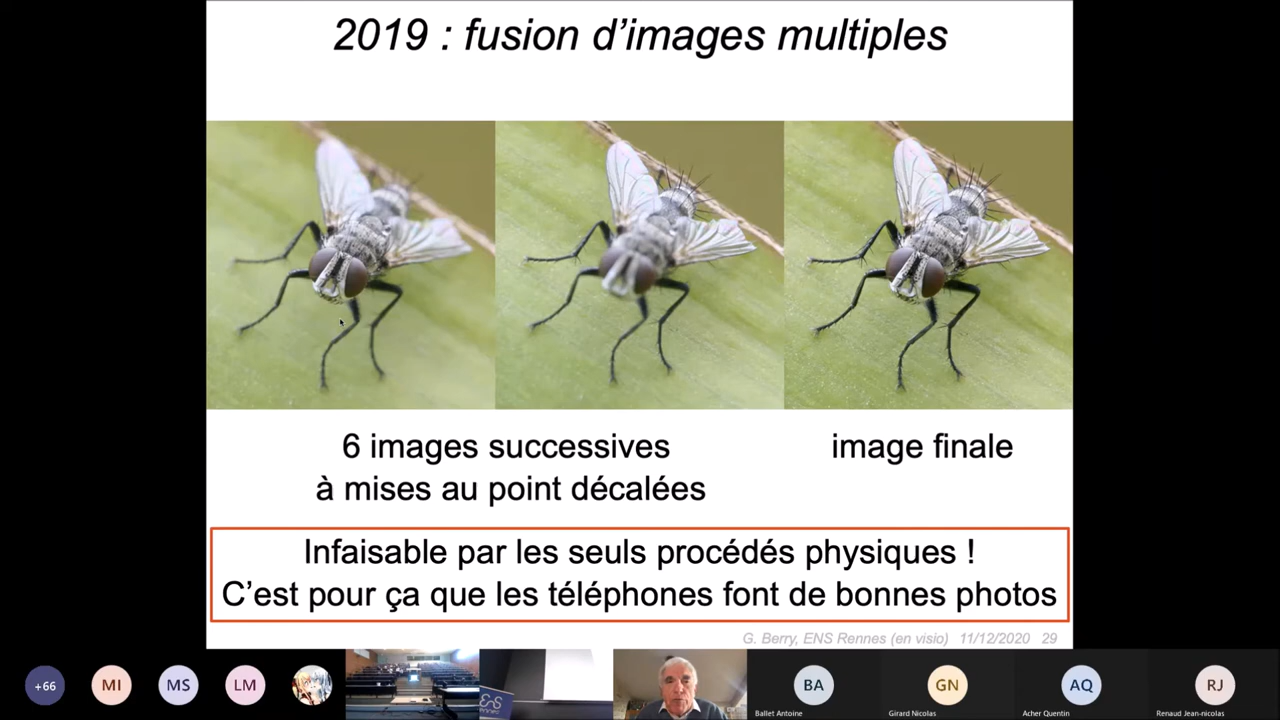 2019 : fusion d’images multiples
6 images successives
à mises au point décalées
image finale
Infaisable par les seuls procédés physiques !
C’est pour ça que les téléphones font de bonnes photos
G. Berry, ENS Rennes (en visio) 11/12/2020 29
+66
MI
MS
LM
ENS
RENNES
BA
Ballet Antoine
GN
Girard Nicolas
AQ
Acher Quentin
RJ
Renaud Jean-nicolas